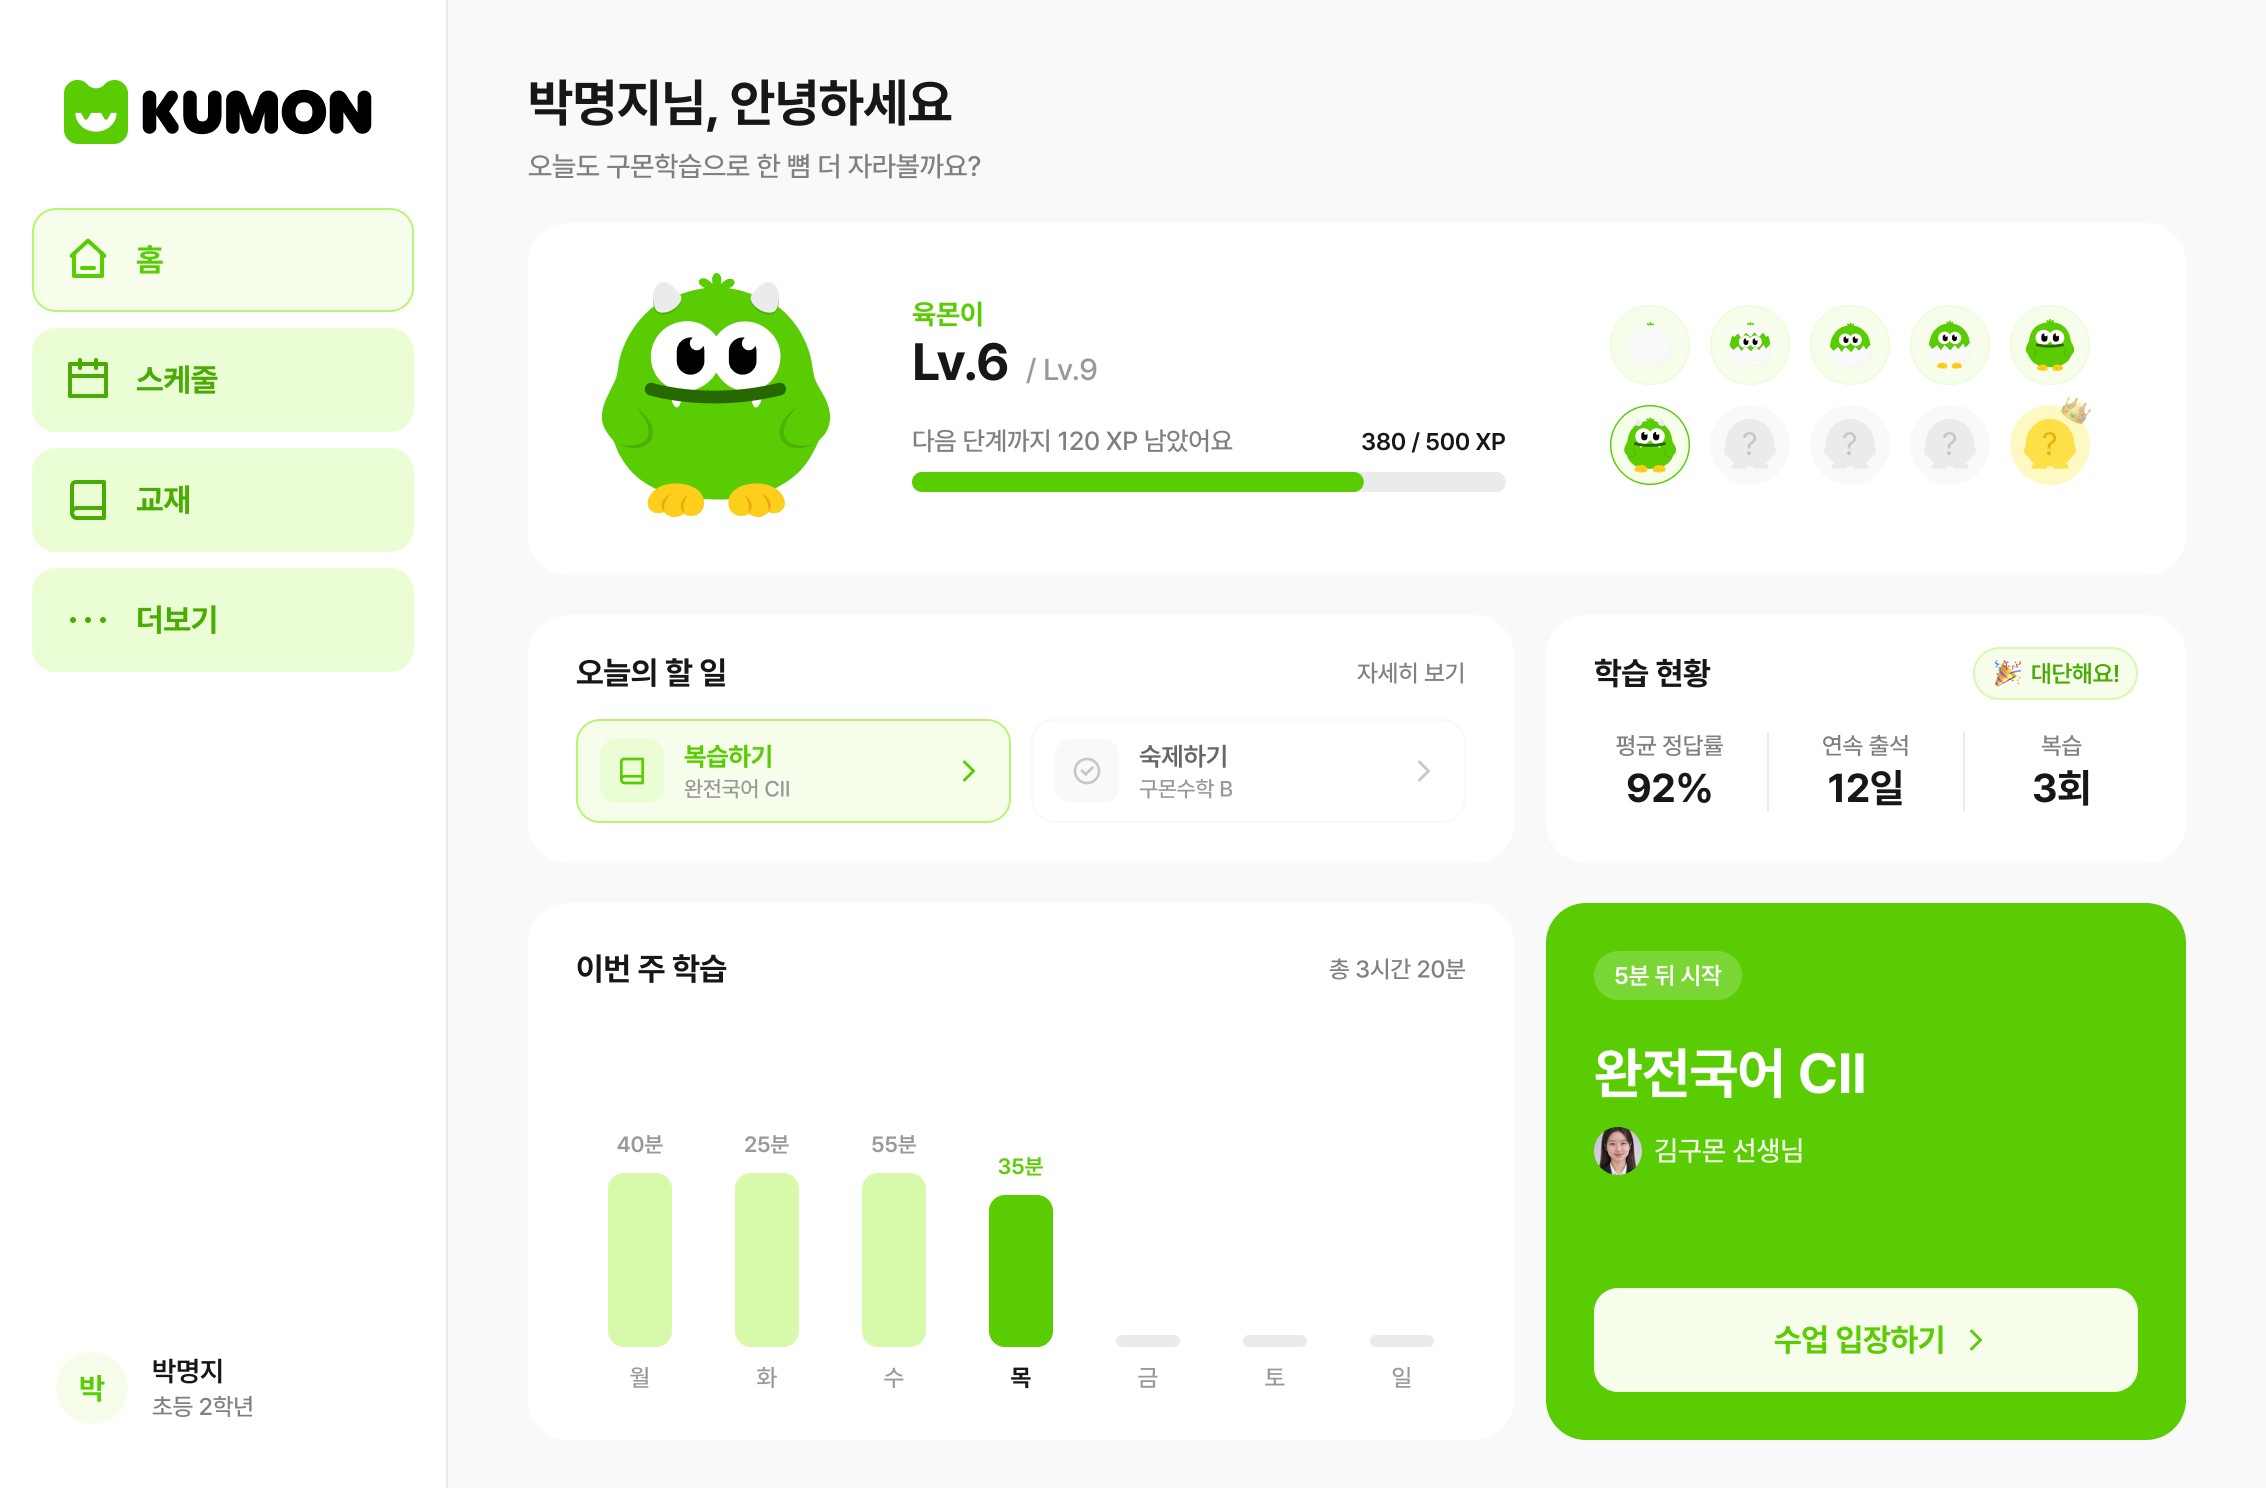 KUMON
홈
스케줄
교재
더보기
박
박명지
초등 2학년
박명지님, 안녕하세요
오늘도 구몬학습으로 한 뼘 더 자라볼까요?
육몬이
Lv.6 / Lv.9
다음 단계까지 120 XP 남았어요
380 / 500 XP
? ? ? ?
오늘의 할 일
자세히 보기
복습하기
완전국어 CII
숙제하기
구몬수학 B
학습 현황
대단해요!
평균 정답률
92%
연속 출석
12일
복습
3회
이번 주 학습
총 3시간 20분
40분 25분 55분 35분
월 화 수 목 금 토 일
5분 뒤 시작
완전국어 CII
김구몬 선생님
수업 입장하기